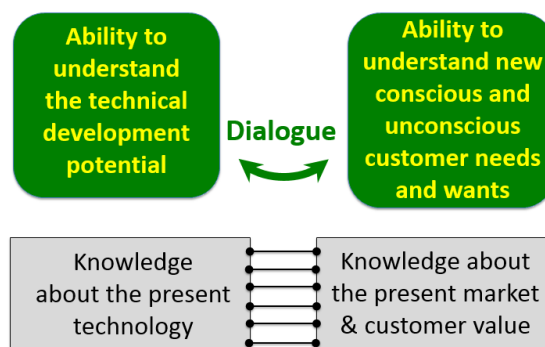 Ability to
understand
the technical
development
potential
Dialogue
Ability to
understand new
conscious and
unconscious
customer needs
and wants
Knowledge
about the present
technology
Knowledge about
the present market
& customer value